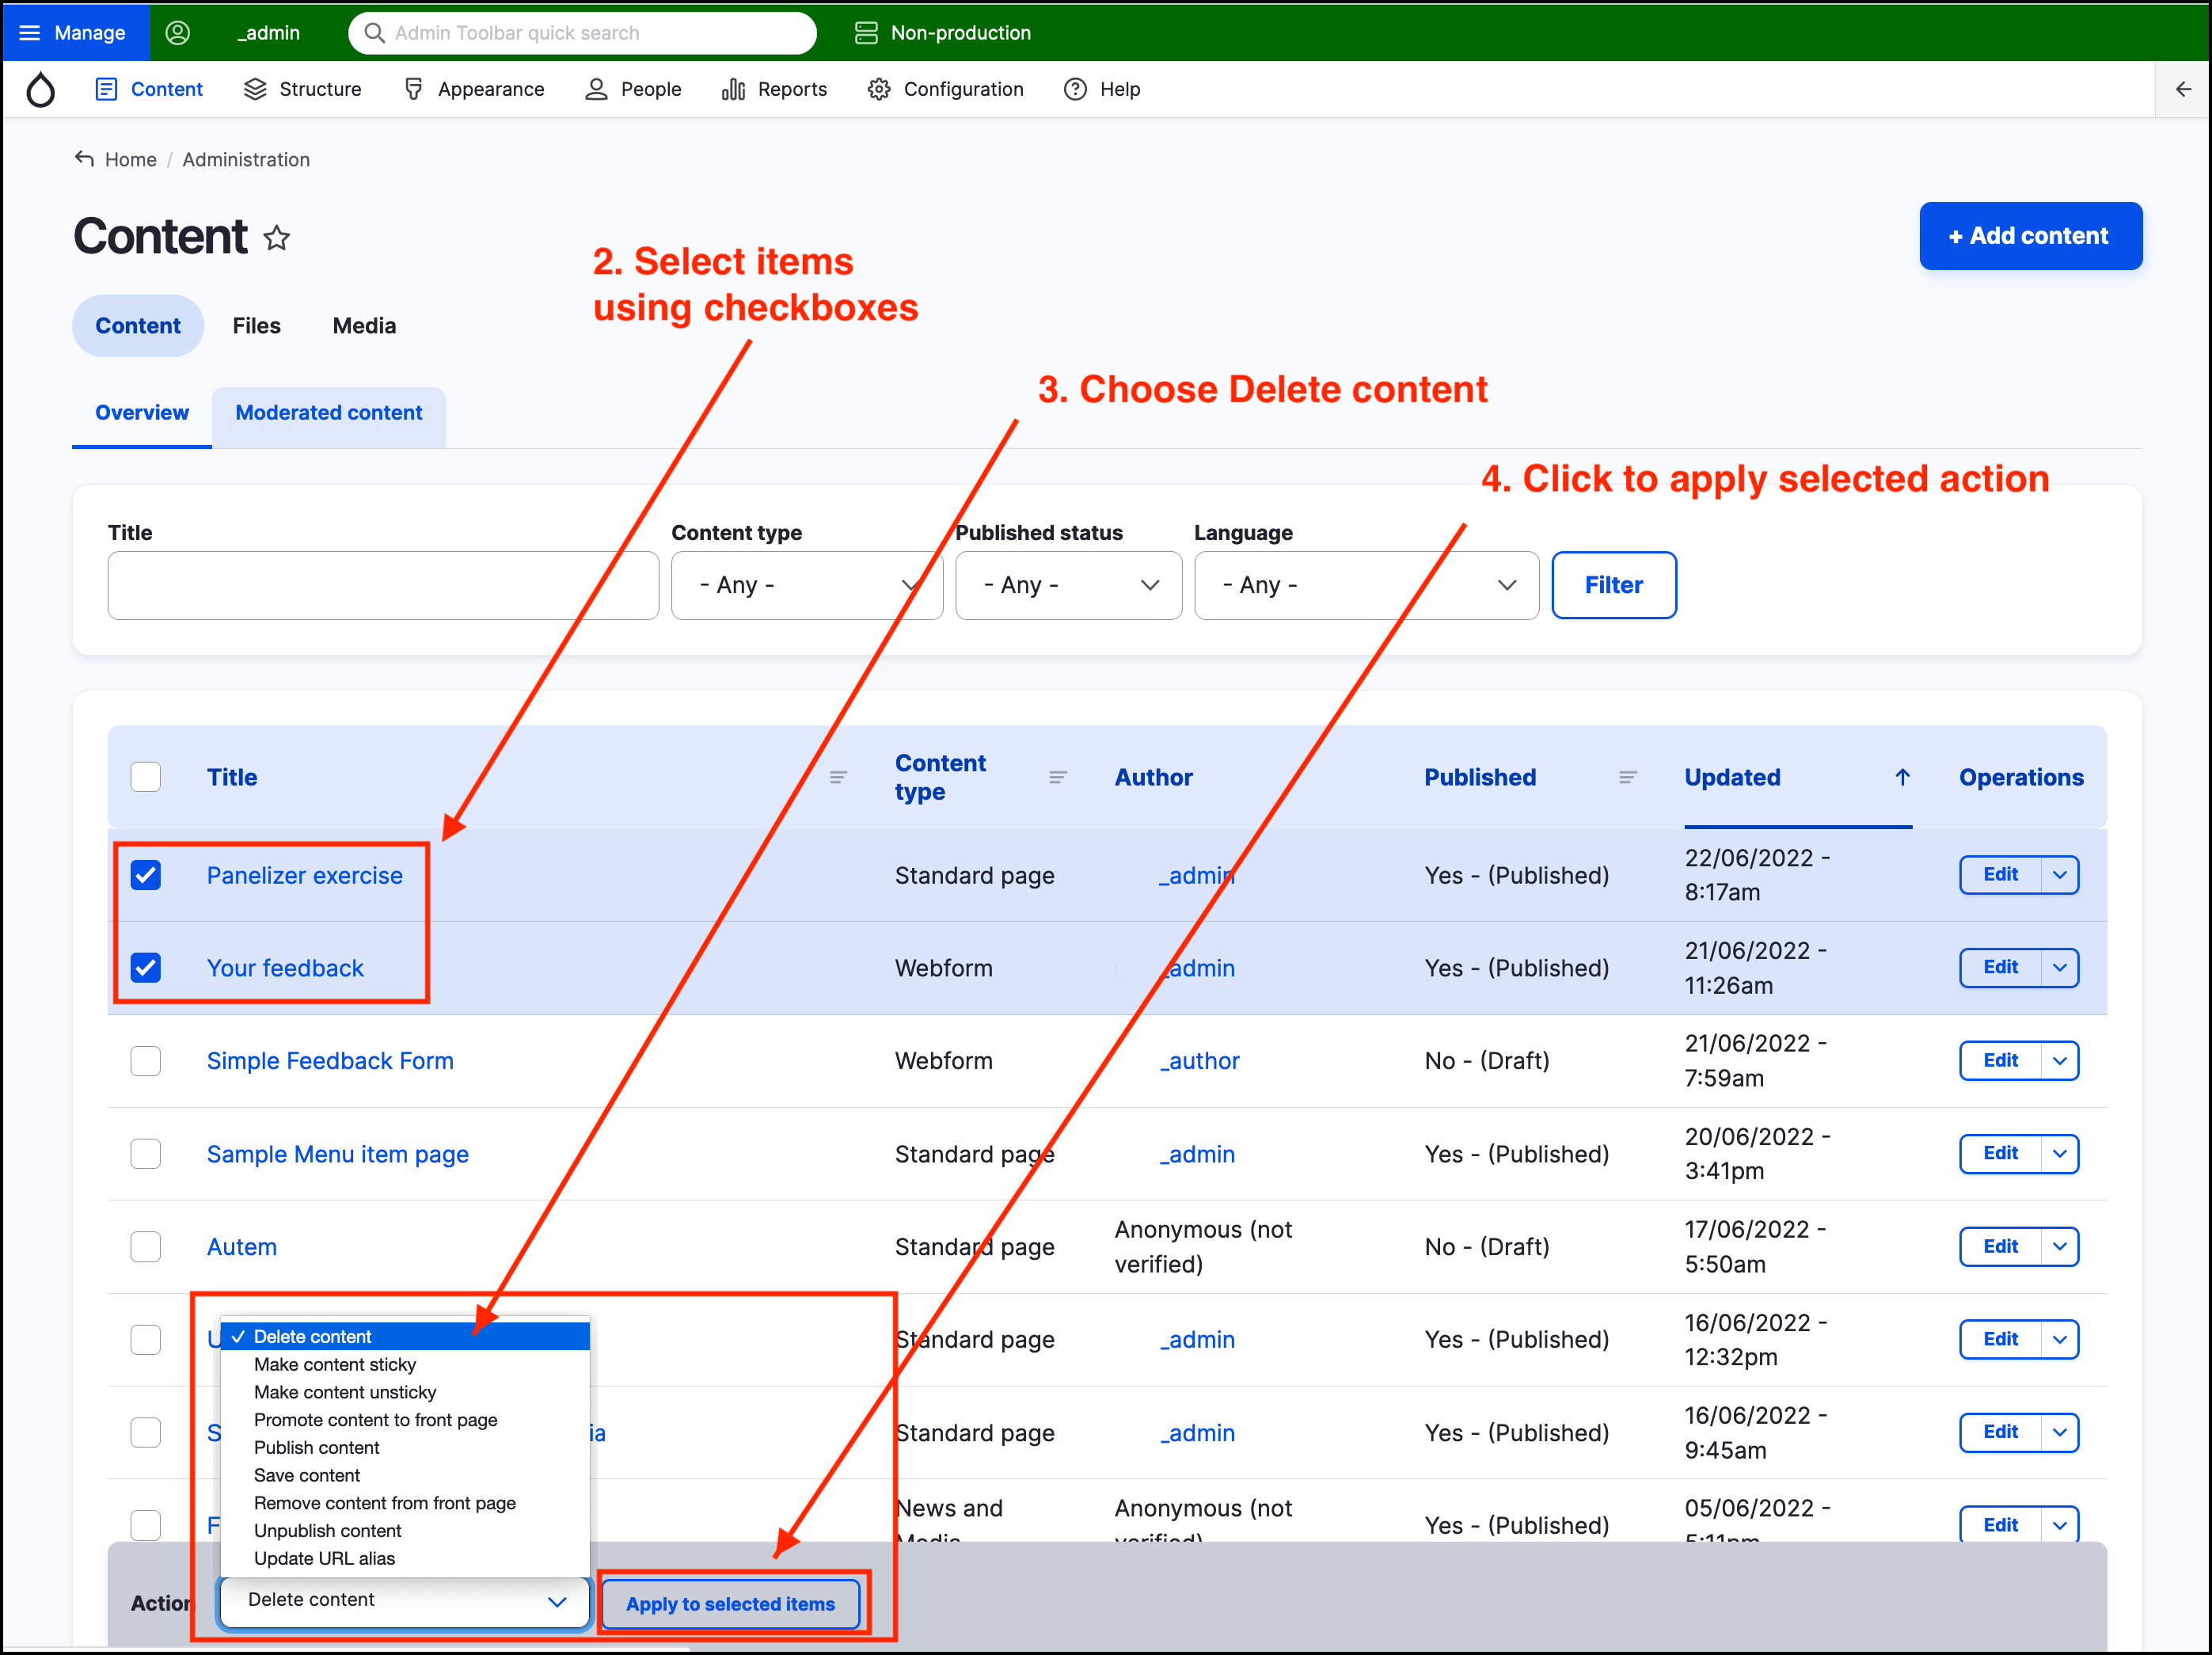 Manage
_admin
Admin Toolbar quick search
Non-production
Content
Structure
Appearance
People
Reports
Configuration
Help
Home / Administration
Content
+ Add content
2. Select items
using checkboxes
Content
Files
Media
3. Choose Delete content
Overview
Moderated content
4. Click to apply selected action
Title
Content type
Published status
Language
- Any -
- Any -
- Any -
Filter
Title
Content
type
Author
Published
Updated
Operations
Panelizer exercise
Standard page
_admin
Yes - (Published)
22/06/2022 -
8:17am
Edit
Your feedback
Webform
_admin
Yes - (Published)
21/06/2022 -
11:26am
Edit
Simple Feedback Form
Webform
_author
No - (Draft)
21/06/2022 -
7:59am
Edit
Sample Menu item page
Standard page
_admin
Yes - (Published)
20/06/2022 -
3:41pm
Edit
Autem
Standard page
Anonymous (not
verified)
No - (Draft)
17/06/2022 -
5:50am
Edit
Standard page
_admin
Yes - (Published)
16/06/2022 -
12:32pm
Edit
Standard page
_admin
Yes - (Published)
16/06/2022 -
9:45am
Edit
News and
Media
Anonymous (not
verified)
Yes - (Published)
05/06/2022 -
5:11pm
Edit
Delete content
Make content sticky
Make content unsticky
Promote content to front page
Publish content
Save content
Remove content from front page
Unpublish content
Update URL alias
Action
Delete content
Apply to selected items